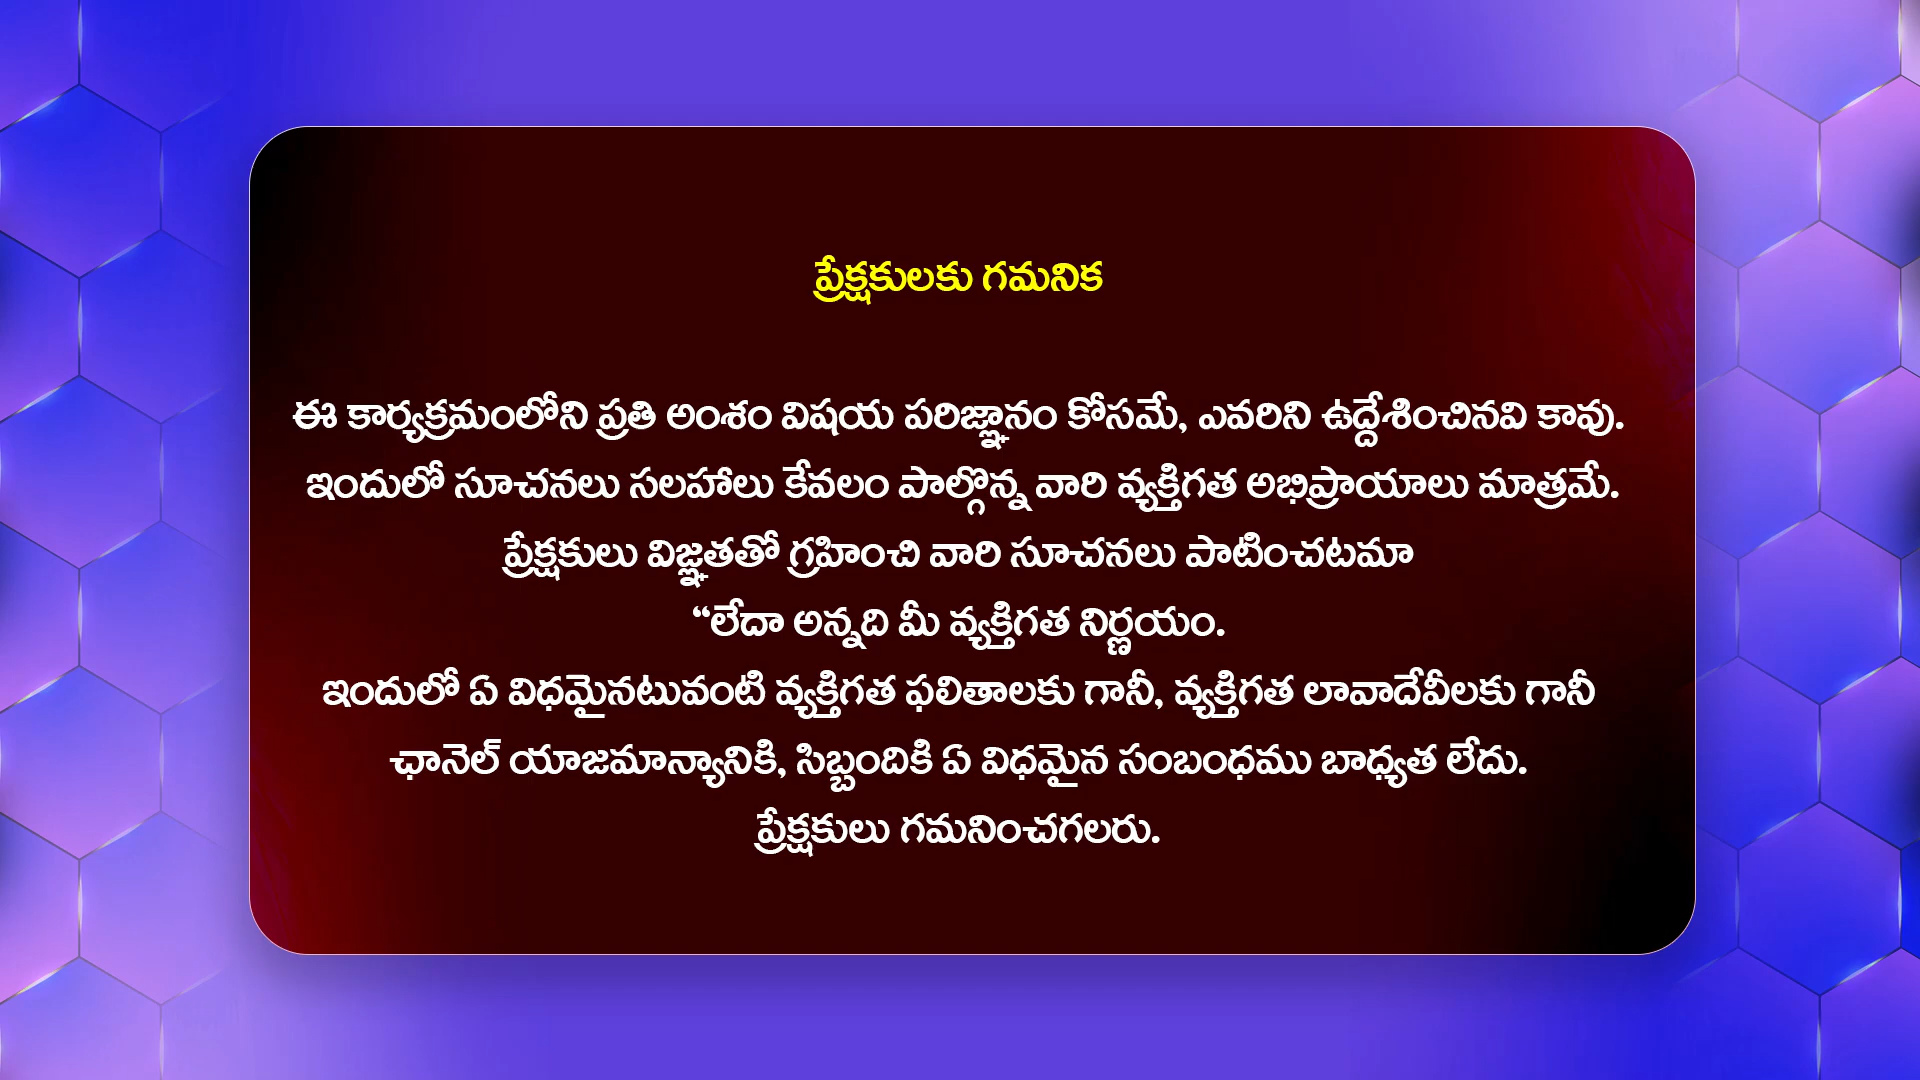 ప్రేక్షకులకు గమనిక
ఈ కార్యక్రమంలోని ప్రతి అంశం విషయ పరిజ్ఞానం కోసమే, ఎవరిని ఉద్దేశించినవి కావు.
ఇందులో సూచనలు సలహాలు కేవలం పాల్గొన్న వారి వ్యక్తిగత అభిప్రాయాలు మాత్రమే.
ప్రేక్షకులు విజ్ఞతతో గ్రహించి వారి సూచనలు పాటించటమా
“లేదా అన్నది మీ వ్యక్తిగత నిర్ణయం.
ఇందులో ఏ విధమైనటువంటి వ్యక్తిగత ఫలితాలకు గానీ, వ్యక్తిగత లావాదేవీలకు గానీ
ఛానెల్ యాజమాన్యానికి, సిబ్బందికి ఏ విధమైన సంబంధము బాధ్యత లేదు.
ప్రేక్షకులు గమనించగలరు.